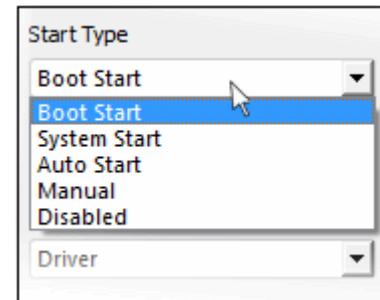 Start Type
Boot Start
Boot Start
System Start
Auto Start
Manual
Disabled
Driver